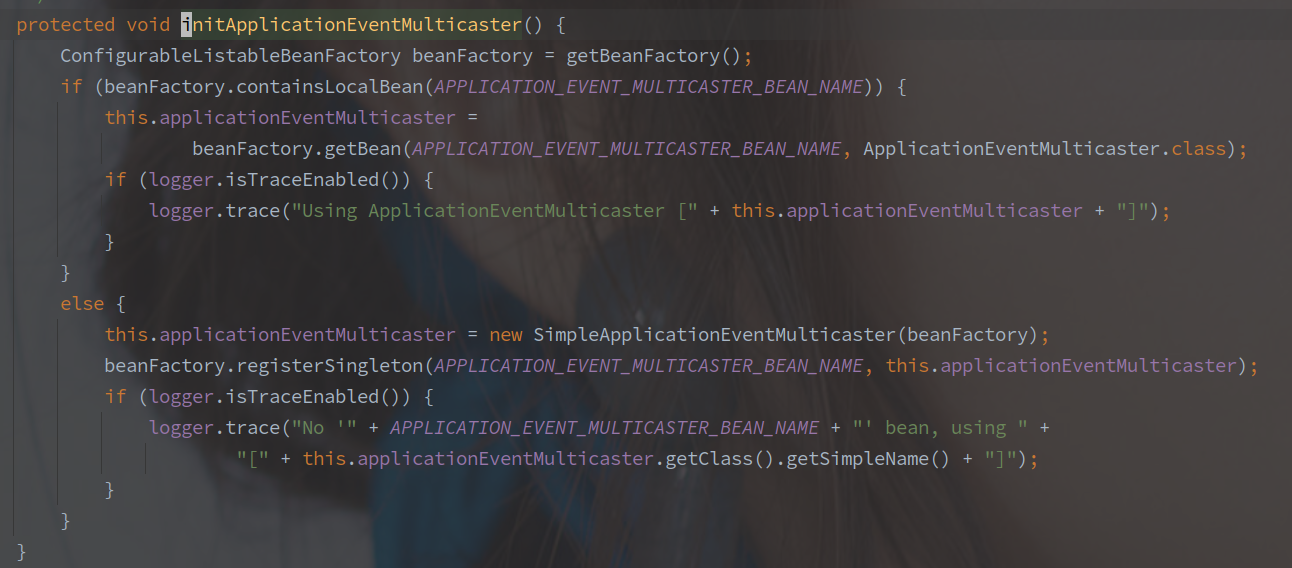 protected void initApplicationEventMulticaster() {
ConfigurableListableBeanFactory beanFactory = getBeanFactory();
if (beanFactory.containsLocalBean(APPLICATION_EVENT_MULTICASTER_BEAN_NAME)) {
this.applicationEventMulticaster =
beanFactory.getBean(APPLICATION_EVENT_MULTICASTER_BEAN_NAME, ApplicationEventMulticaster.class);
if (logger.isTraceEnabled()) {
logger.trace("Using ApplicationEventMulticaster [" + this.applicationEventMulticaster + "]");
}
}
else {
this.applicationEventMulticaster = new SimpleApplicationEventMulticaster(beanFactory);
beanFactory.registerSingleton(APPLICATION_EVENT_MULTICASTER_BEAN_NAME, this.applicationEventMulticaster);
if (logger.isTraceEnabled()) {
logger.trace("No '" + APPLICATION_EVENT_MULTICASTER_BEAN_NAME + "' bean, using " +
"[" + this.applicationEventMulticaster.getClass().getSimpleName() + "]");
}
}
}